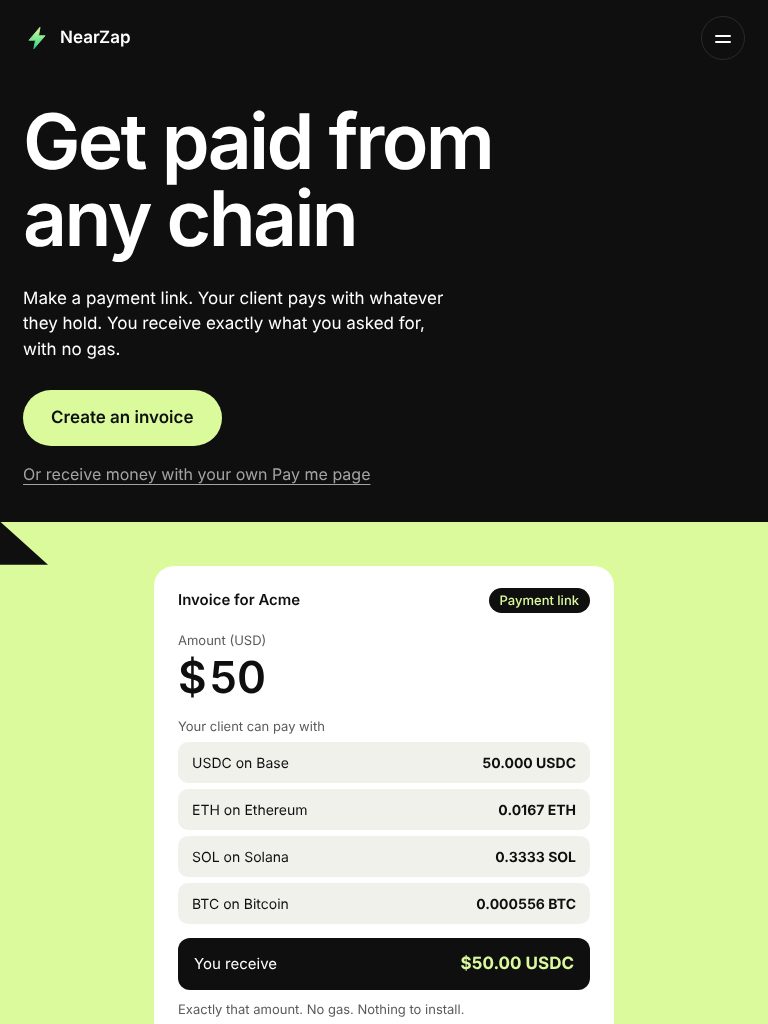 NearZap
Get paid from
any chain
Make a payment link. Your client pays with whatever
they hold. You receive exactly what you asked for,
with no gas.
Create an invoice
Or receive money with your own Pay me page
Invoice for Acme
Payment link
Amount (USD)
$50
Your client can pay with
USDC on Base
50.000 USDC
ETH on Ethereum
0.0167 ETH
SOL on Solana
0.3333 SOL
BTC on Bitcoin
0.000556 BTC
You receive
$50.00 USDC
Exactly that amount. No gas. Nothing to install.